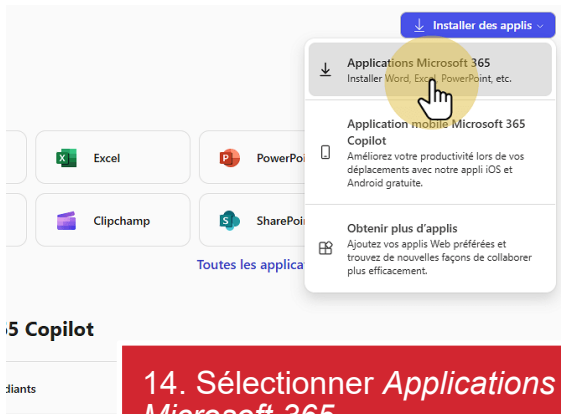 Installer des applis
Applications Microsoft 365
Installer Word, Excel, PowerPoint, etc.
Application mobile Microsoft 365
Copilot
Améliorez votre productivité lors de vos
déplacements avec notre appli iOS et
Android gratuite.
Obtenir plus d'applis
Ajoutez vos applis Web préférées et
trouvez de nouvelles façons de collaborer
plus efficacement.
Excel
PowerPoi
Clipchamp
SharePoi
Toutes les applica
65 Copilot
diants
14. Sélectionner Applications
Microsoft 365